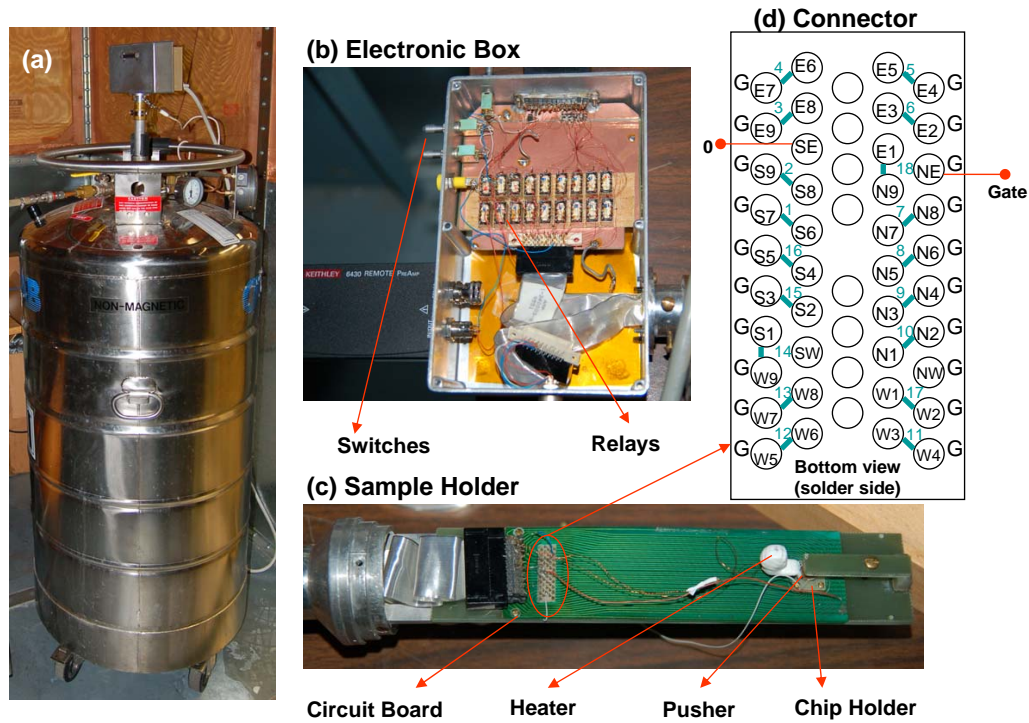 (a)
NON-MAGNETIC
(b) Electronic Box
KEITHLEY 6430 REMOTE PREAMP
Switches
Relays
(c) Sample Holder
Circuit Board
Heater
Pusher
Chip Holder
(d) Connector
4 E6 E5 5
G E7 E4 G
3 E8 E3 6
G E9 E2 G
0 SE E1
G S9 2 18 NE G
Gate
S8 N9
G S7 1 7 N8 G
S6 N7
G S5 16 8 N6 G
S4 N5
G S3 15 9 N4 G
S2 N3
G S1 10 N2 G
14 SW N1
W9 NW
13 W8 W1 17
G W7 W2 G
12 W6 W3 11
G W5 W4 G
Bottom view
(solder side)